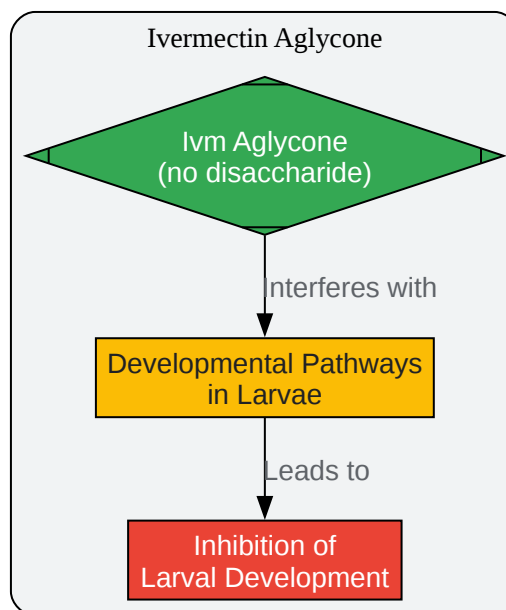 Ivermectin Aglycone
Ivm Aglycone
(no disaccharide)
Interferes with
Developmental Pathways
in Larvae
Leads to
Inhibition of
Larval Development